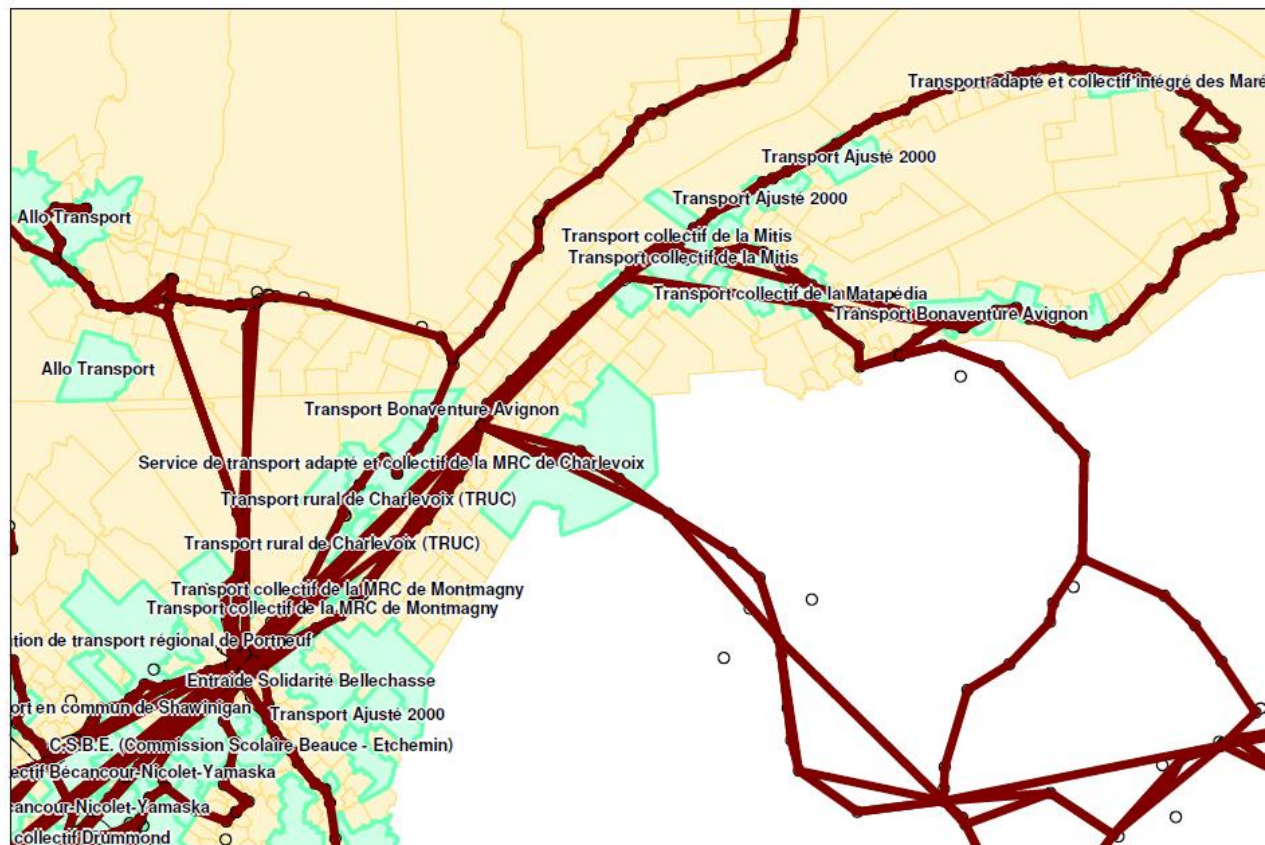 Transport adapté et collectif intégré des Maré
Transport Ajusté 2000
Transport Ajusté 2000
Allo Transport
Transport collectif de la Mitis
Transport collectif de la Mitis
Transport collectif de la Matapédia
Transport Bonaventure Avignon
Allo Transport
Transport Bonaventure Avignon
Service de transport adapté et collectif de la MRC de Charlevoix
Transport rural de Charlevoix (TRUC)
Transport rural de Charlevoix (TRUC)
Transport collectif de la MRC de Montmagny
Transport collectif de la MRC de Montmagny
ation de transport régional de Portneuf
Entraide Solidarité Bellechasse
ort en commun de Shawinigan
Transport Ajusté 2000
C.S.B.E. (Commission Scolaire Beauce - Etchemin)
ectif Bécancour-Nicolet-Yamaska
cancour-Nicolet-Yamaska
collectif Drummond